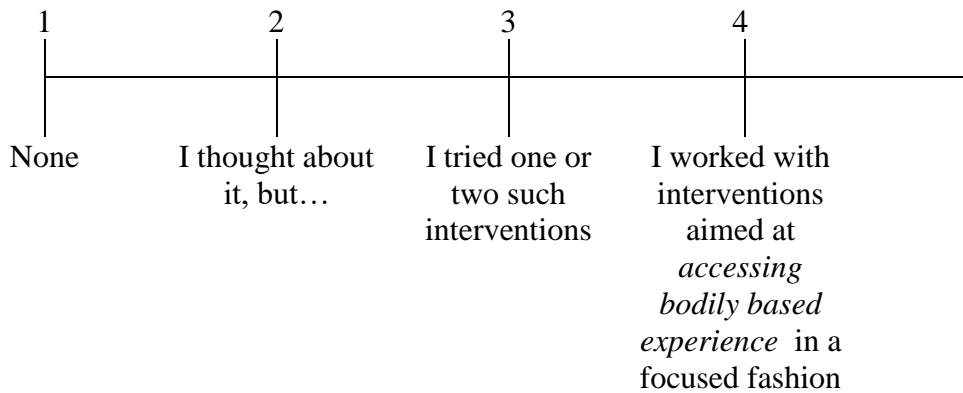 1
2
3
4
None
I thought about
it, but…
I tried one or
two such
interventions
I worked with
interventions
aimed at
accessing
bodily based
experience in a
focused fashion